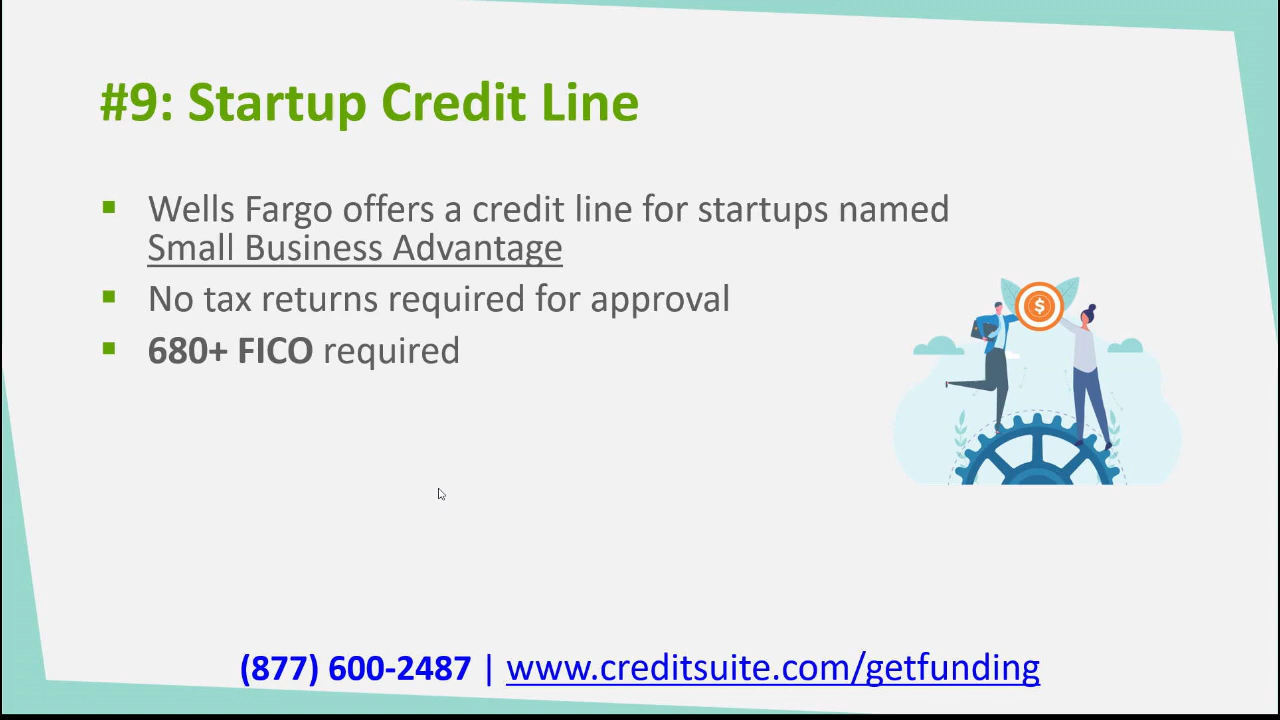 #9: Startup Credit Line
▪ Wells Fargo offers a credit line for startups named
Small Business Advantage
▪ No tax returns required for approval
▪ 680+ FICO required
$
(877) 600-2487 | www.creditsuite.com/getfunding